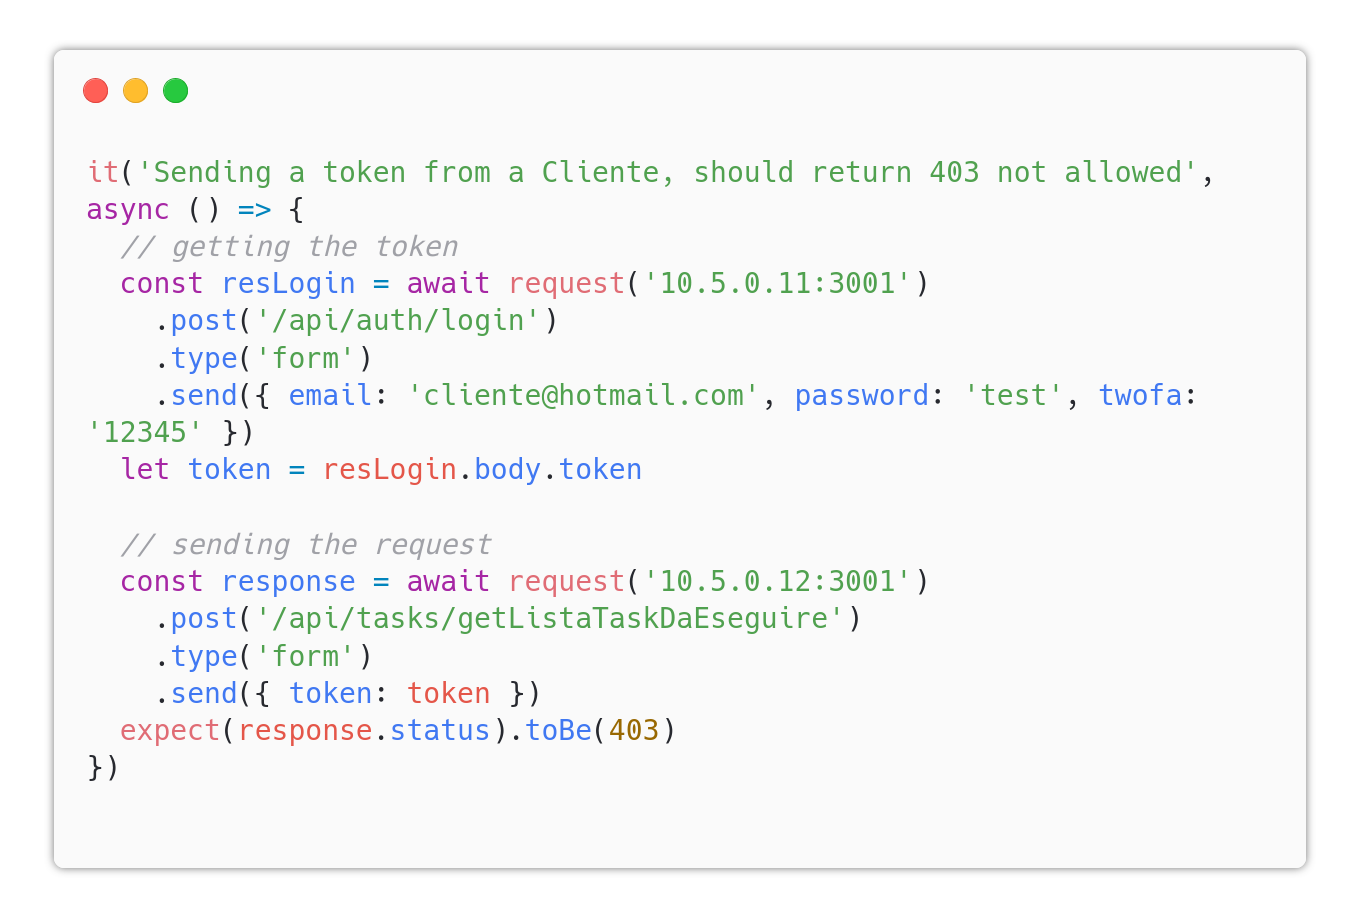 it('Sending a token from a Cliente, should return 403 not allowed',
async () => {
  // getting the token
  const resLogin = await request('10.5.0.11:3001')
    .post('/api/auth/login')
    .type('form')
    .send({ email: 'cliente@hotmail.com', password: 'test', twofa:
'12345' })
  let token = resLogin.body.token

  // sending the request
  const response = await request('10.5.0.12:3001')
    .post('/api/tasks/getListaTaskDaEseguire')
    .type('form')
    .send({ token: token })
  expect(response.status).toBe(403)
})